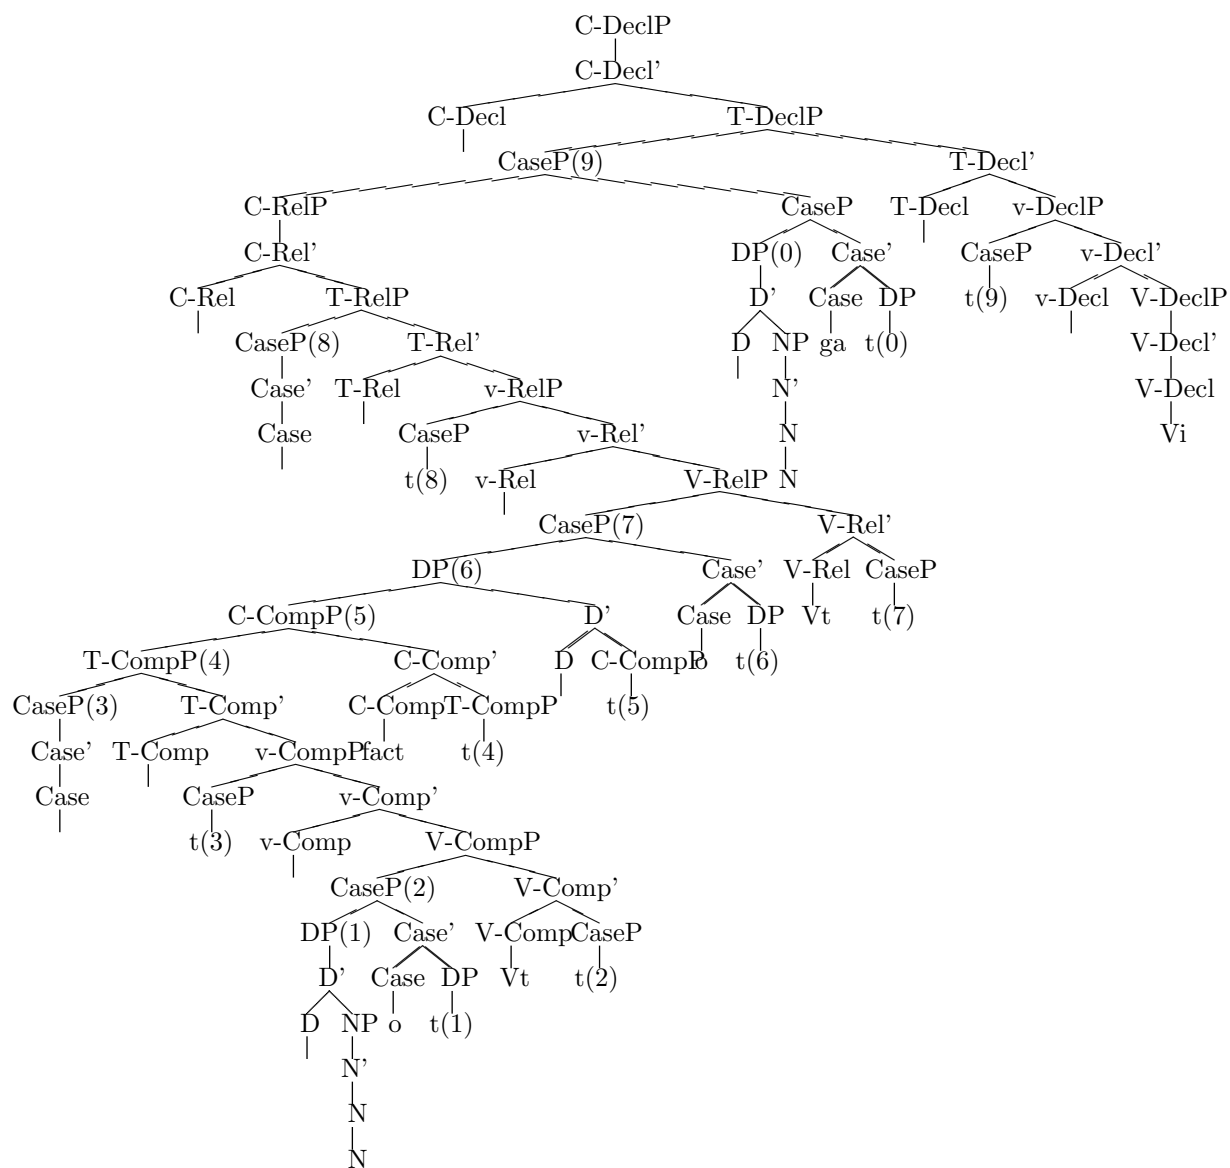 C-DeclP
C-Decl’
C-Decl T-DeclP
CaseP(9) T-Decl’
C-RelP CaseP T-Decl v-DeclP
C-Rel’ DP(0) Case’ CaseP v-Decl’
C-Rel T-RelP D’ Case DP t(9) v-Decl V-DeclP
CaseP(8) T-Rel’ D NP ga t(0) V-Decl’
Case’ T-Rel v-RelP N’ V-Decl
Case CaseP v-Rel’ N Vi
t(8) v-Rel V-RelP N
CaseP(7) V-Rel’
DP(6) Case’ V-Rel CaseP
C-CompP(5) D’ Case DP Vt t(7)
T-CompP(4) C-Comp’ D C-CompP o t(6)
CaseP(3) T-Comp’ C-Comp T-CompP t(5)
Case’ T-Comp v-CompP fact t(4)
Case CaseP v-Comp’
t(3) v-Comp V-CompP
CaseP(2) V-Comp’
DP(1) Case’ V-Comp CaseP
D’ Case DP Vt t(2)
D NP o t(1)
N’
N
N